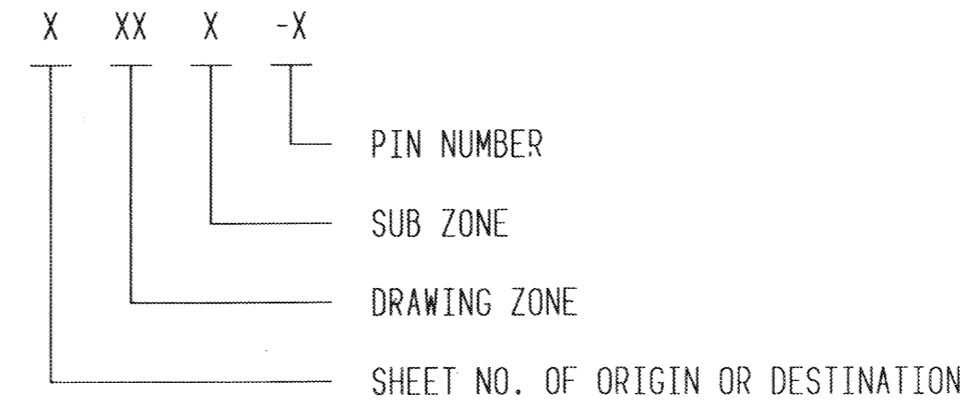 X XX X -X
PIN NUMBER
SUB ZONE
DRAWING ZONE
SHEET NO. OF ORIGIN OR DESTINATION